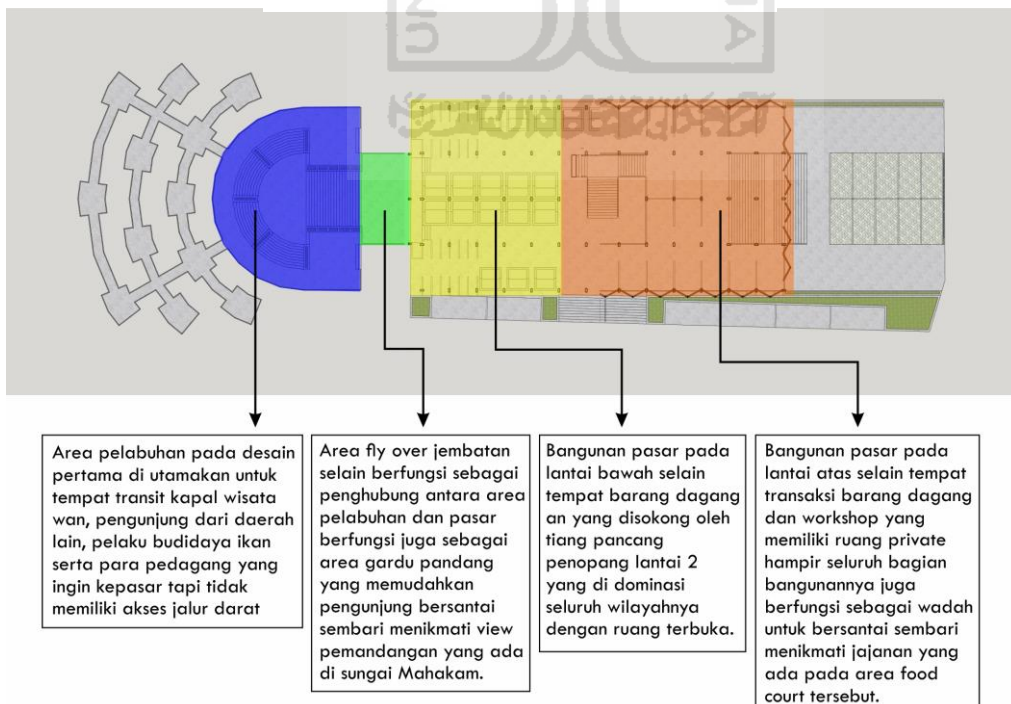 Area pelabuhan pada desain
pertama di utamakan untuk
tempat transit kapal wisata
wan, pengunjung dari daerah
lain, pelaku budidaya ikan
serta para pedagang yang
ingin kepasar tapi tidak
memiliki akses jalur darat
Area fly over jembatan
selain berfungsi sebagai
penghubung antara area
pelabuhan dan pasar
berfungsi juga sebagai
area gardu pandang
yang memudahkan
pengunjung bersantai
sembari menikmati view
pemandangan yang ada
di sungai Mahakam.
Bangunan pasar pada
lantai bawah selain
tempat barang dagang
an yang disokong oleh
tiang pancang
penopang lantai 2
yang di dominasi
seluruh wilayahnya
dengan ruang terbuka.
Bangunan pasar pada
lantai atas selain tempat
transaksi barang dagang
dan workshop yang
memiliki ruang private
hampir seluruh bagian
bangunannya juga
berfungsi sebagai wadah
untuk bersantai sembari
menikmati jajanan yang
ada pada area food
court tersebut.